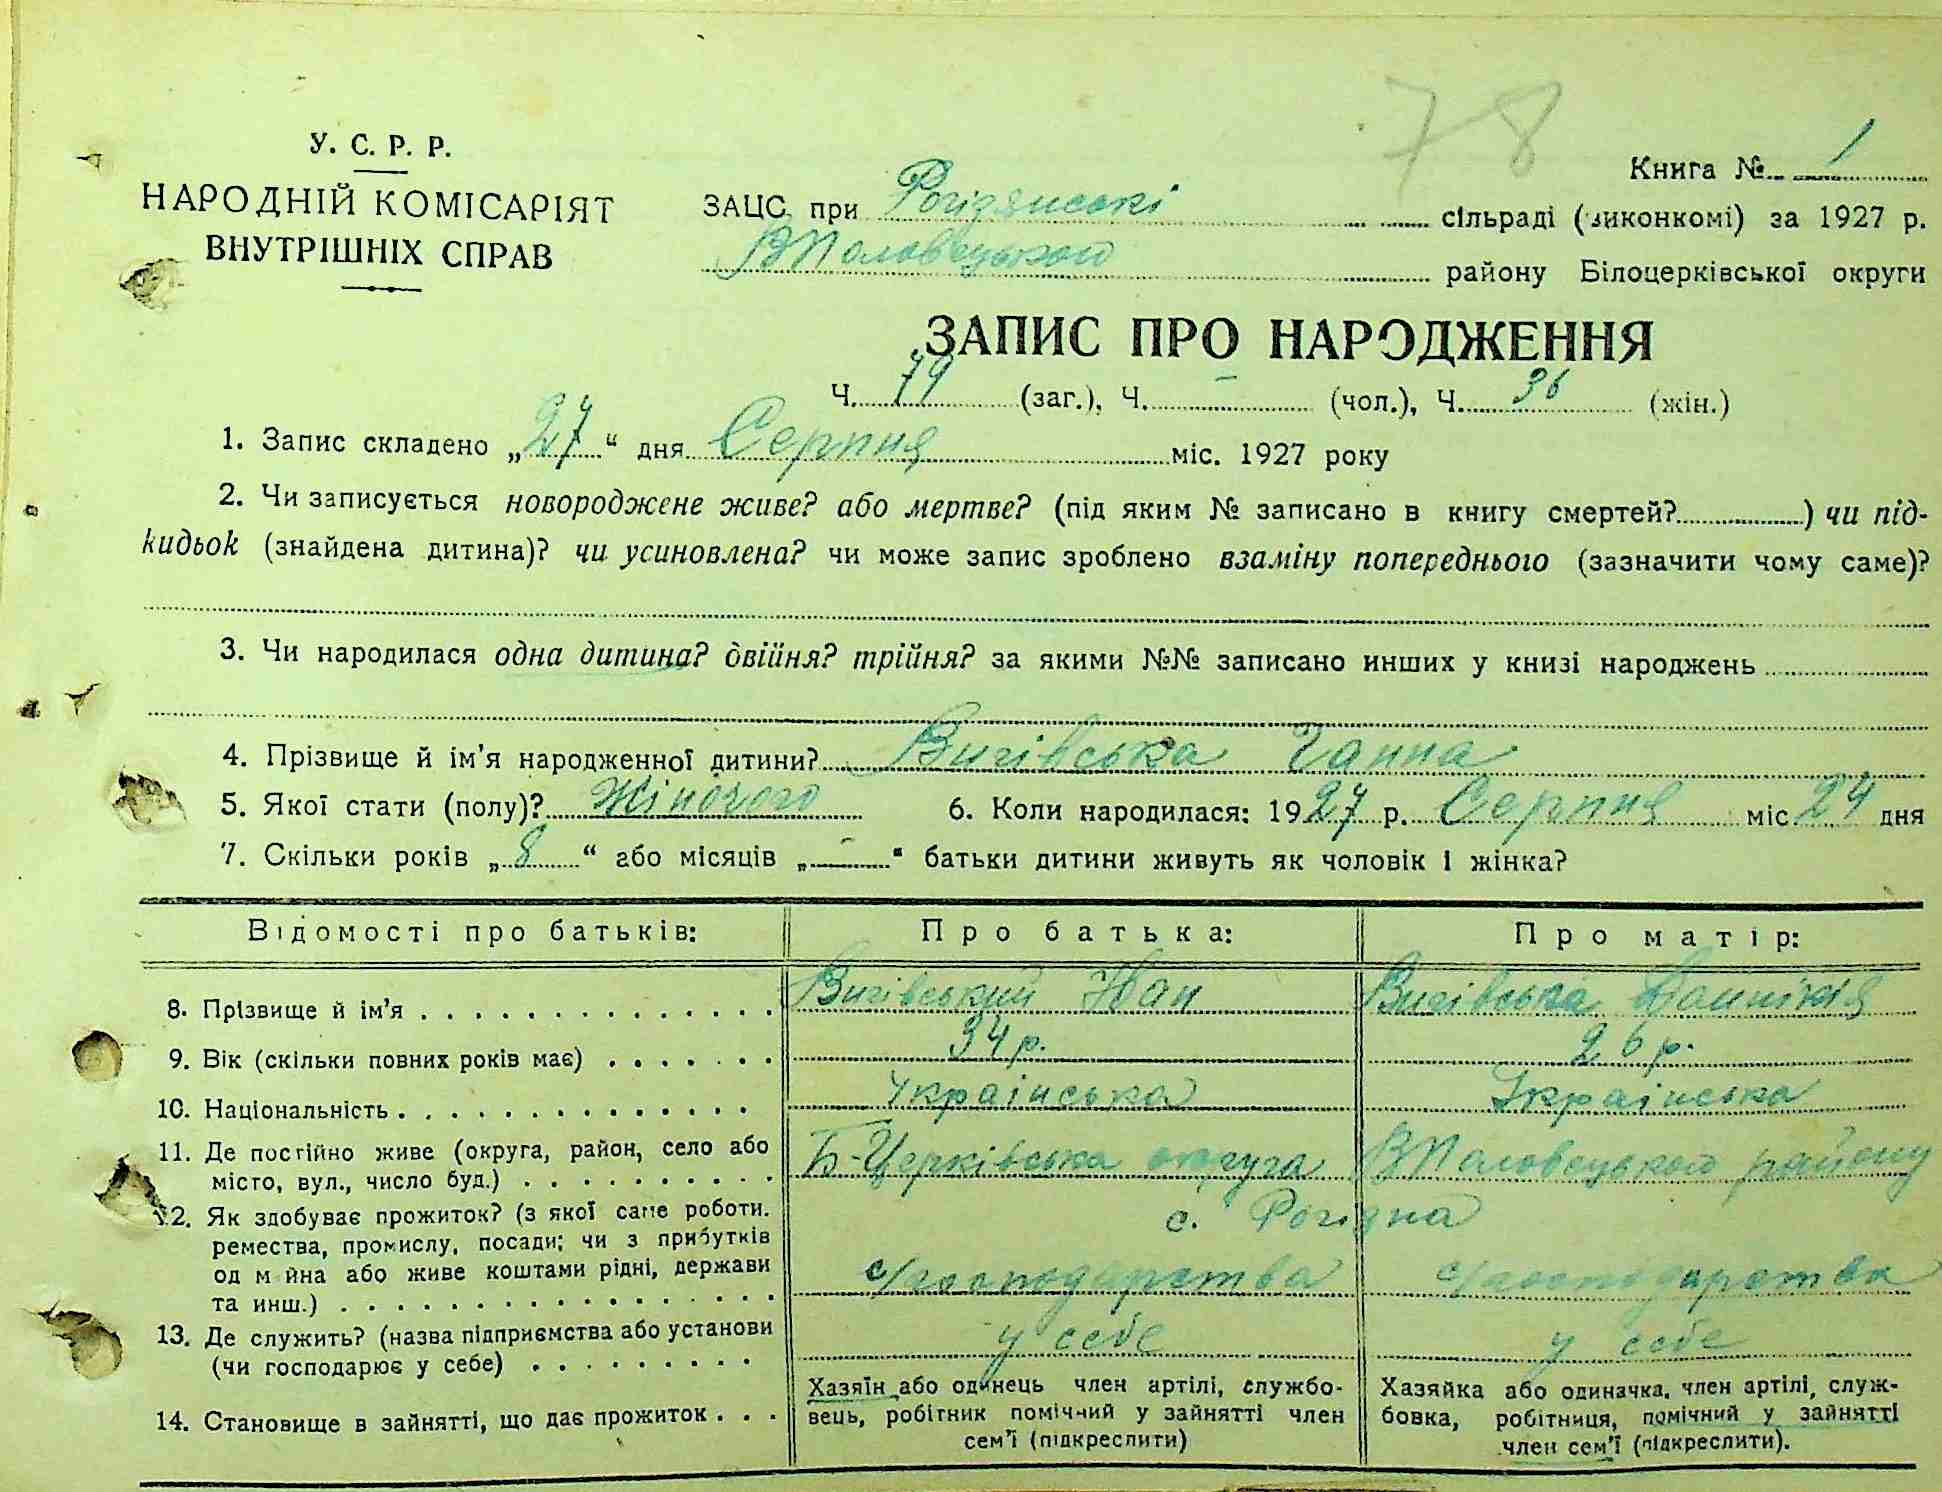 78
У. С. Р. Р.
НАРОДНІЙ КОМІСАРІЯТ
ВНУТРІШНІХ СПРАВ
Книга № 1
ЗАЦС при Рогізянські сільраді (виконкомі) за 1927 р.
ВПоловецького району Білоцерківської округи
ЗАПИС ПРО НАРОДЖЕННЯ
Ч. 79 (заг.), Ч. – (чол.), Ч. 36 (жін.)
1. Запис складено „27“ дня Серпня міс. 1927 року
2. Чи записується новороджене живе? або мертве? (під яким № записано в книгу смертей?) чи під-
кидьок (знайдена дитина)? чи усиновлена? чи може запис зроблено взаміну попереднього (зазначити чому саме)?
3. Чи народилася одна дитина? двійня? трійня? за якими №№ записано инших у книзі народжень
4. Прізвище й ім’я народженної дитини? Вигівська Ганна
5. Якої стати (полу)? Жіночого 6. Коли народилася: 1927 р. Серпня міс 24 дня
7. Скільки років „8“ або місяців „–“ батьки дитини живуть як чоловік і жінка?
Відомості про батьків: Про батька: Про матір:
8. Прізвище й ім’я Вигівський Іван Вигівська
9. Вік (скільки повних років має) 34 р. 26 р.
10. Національність українська Українська
11. Де постійно живе (округа, район, село або Б-Церківська округа ВПоловецького району
місто, вул., число буд.) с. Рогізна
12. Як здобуває прожиток? (з якої саме роботи,
ремества, промислу, посади; чи з прибутків
од майна або живе коштами рідні, держави с/господарства с/господарства
та инш.)
13. Де служить? (назва підприємства або установи у себе у себе
(чи господарює у себе)
14. Становище в зайнятті, що дає прожиток
Хазяїн або одинець член артілі, службо-
вець, робітник помічний у зайнятті член
сем’ї (підкреслити)
Хазяйка або одиначка, член артілі, служ-
бовка, робітниця, помічний у зайнятті
член сем’ї (підкреслити).